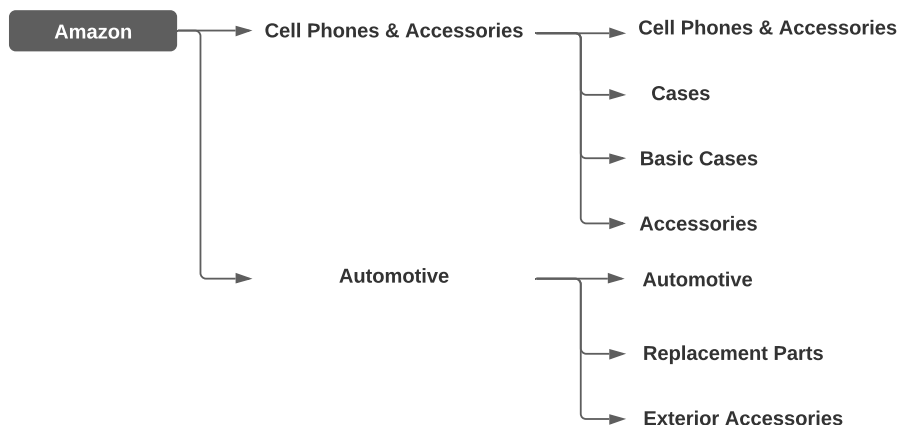 Amazon
Cell Phones & Accessories
Cell Phones & Accessories
Cases
Basic Cases
Accessories
Automotive
Automotive
Replacement Parts
Exterior Accessories